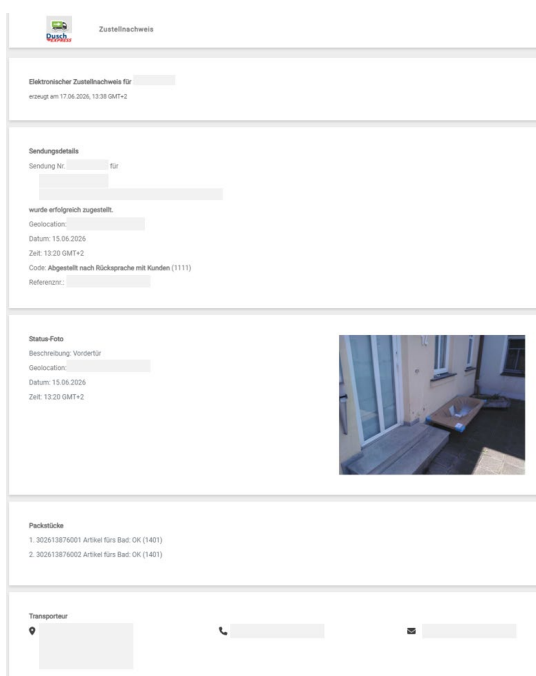 Dusch
EXPRESS
Zustellnachweis
Elektronischer Zustellnachweis für
erzeugt am 17.06.2026, 13:38 GMT+2
Sendungsdetails
Sendung Nr. für
wurde erfolgreich zugestellt.
Geolocation:
Datum: 15.06.2026
Zeit: 13:20 GMT+2
Code: Abgestellt nach Rücksprache mit Kunden (1111)
Referenznr.:
Status-Foto
Beschreibung: Vordertür
Geolocation:
Datum: 15.06.2026
Zeit: 13:20 GMT+2
Packstücke
1. 302613876001 Artikel fürs Bad: OK (1401)
2. 302613876002 Artikel fürs Bad: OK (1401)
Transporteur